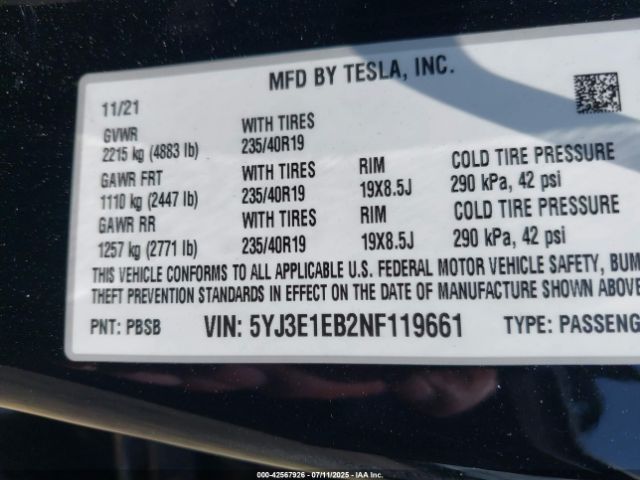 MFD BY TESLA, INC.
11/21
GVWR WITH TIRES
2215 kg (4883 lb) 235/40R19
GAWR FRT WITH TIRES RIM COLD TIRE PRESSURE
1110 kg (2447 lb) 235/40R19 19X8.5J 290 kPa, 42 psi
GAWR RR WITH TIRES RIM COLD TIRE PRESSURE
1257 kg (2771 lb) 235/40R19 19X8.5J 290 kPa, 42 psi
THIS VEHICLE CONFORMS TO ALL APPLICABLE U.S. FEDERAL MOTOR VEHICLE SAFETY, BUM
THEFT PREVENTION STANDARDS IN EFFECT ON THE DATE OF MANUFACTURE SHOWN ABOVE
PNT: PBSB VIN: 5YJ3E1EB2NF119661 TYPE: PASSENG
000-42567926 - 07/11/2025 - IAA, Inc.